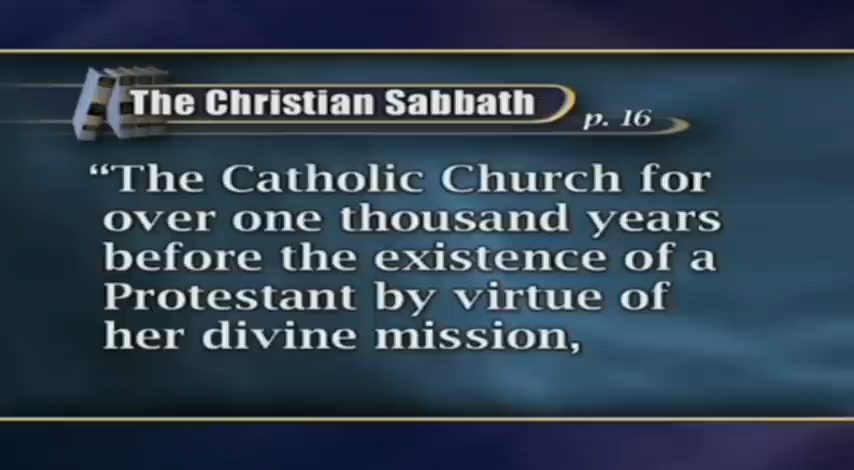 The Christian Sabbath
p. 16
“The Catholic Church for
over one thousand years
before the existence of a
Protestant by virtue of
her divine mission,